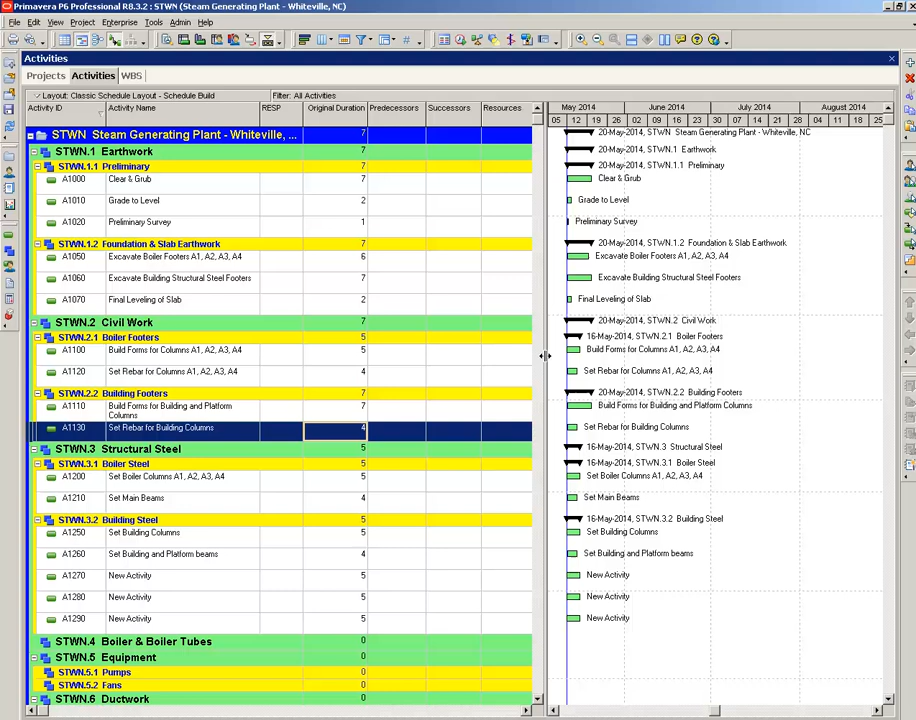 Primavera P6 Professional R8.3.2 : STWN (Steam Generating Plant - Whiteville, NC)
File Edit View Project Enterprise Tools Admin Help
Activities
Projects Activities WBS
Layout: Classic Schedule Layout - Schedule Build Filter: All Activities
Activity ID Activity Name RESP Original Duration Predecessors Successors Resources May 2014 June 2014 July 2014 August 2014
05 12 19 26 02 09 16 23 30 07 14 21 28 04 11 18 25
STWN Steam Generating Plant - Whiteville, ... 7 20-May-2014, STWN Steam Generating Plant - Whiteville, NC
STWN.1 Earthwork 7 20-May-2014, STWN.1 Earthwork
STWN.1.1 Preliminary 7 20-May-2014, STWN.1.1 Preliminary
A1000 Clear & Grub 7 Clear & Grub
A1010 Grade to Level 2 Grade to Level
A1020 Preliminary Survey 1 Preliminary Survey
STWN.1.2 Foundation & Slab Earthwork 7 20-May-2014, STWN.1.2 Foundation & Slab Earthwork
A1050 Excavate Boiler Footers A1, A2, A3, A4 6 Excavate Boiler Footers A1, A2, A3, A4
A1060 Excavate Building Structural Steel Footers 7 Excavate Building Structural Steel Footers
A1070 Final Leveling of Slab 2 Final Leveling of Slab
STWN.2 Civil Work 7 20-May-2014, STWN.2 Civil Work
STWN.2.1 Boiler Footers 5 16-May-2014, STWN.2.1 Boiler Footers
A1100 Build Forms for Columns A1, A2, A3, A4 5 Build Forms for Columns A1, A2, A3, A4
A1120 Set Rebar for Columns A1, A2, A3, A4 4 Set Rebar for Columns A1, A2, A3, A4
STWN.2.2 Building Footers 7 20-May-2014, STWN.2.2 Building Footers
A1110 Build Forms for Building and Platform 7 Build Forms for Building and Platform Columns
Columns
A1130 Set Rebar for Building Columns 4 Set Rebar for Building Columns
STWN.3 Structural Steel 5 16-May-2014, STWN.3 Structural Steel
STWN.3.1 Boiler Steel 5 16-May-2014, STWN.3.1 Boiler Steel
A1200 Set Boiler Columns A1, A2, A3, A4 5 Set Boiler Columns A1, A2, A3, A4
A1210 Set Main Beams 4 Set Main Beams
STWN.3.2 Building Steel 5 16-May-2014, STWN.3.2 Building Steel
A1250 Set Building Columns 5 Set Building Columns
A1260 Set Building and Platform beams 4 Set Building and Platform beams
A1270 New Activity 5 New Activity
A1280 New Activity 5 New Activity
A1290 New Activity 5 New Activity
STWN.4 Boiler & Boiler Tubes 0
STWN.5 Equipment 0
STWN.5.1 Pumps 0
STWN.5.2 Fans 0
STWN.6 Ductwork 0